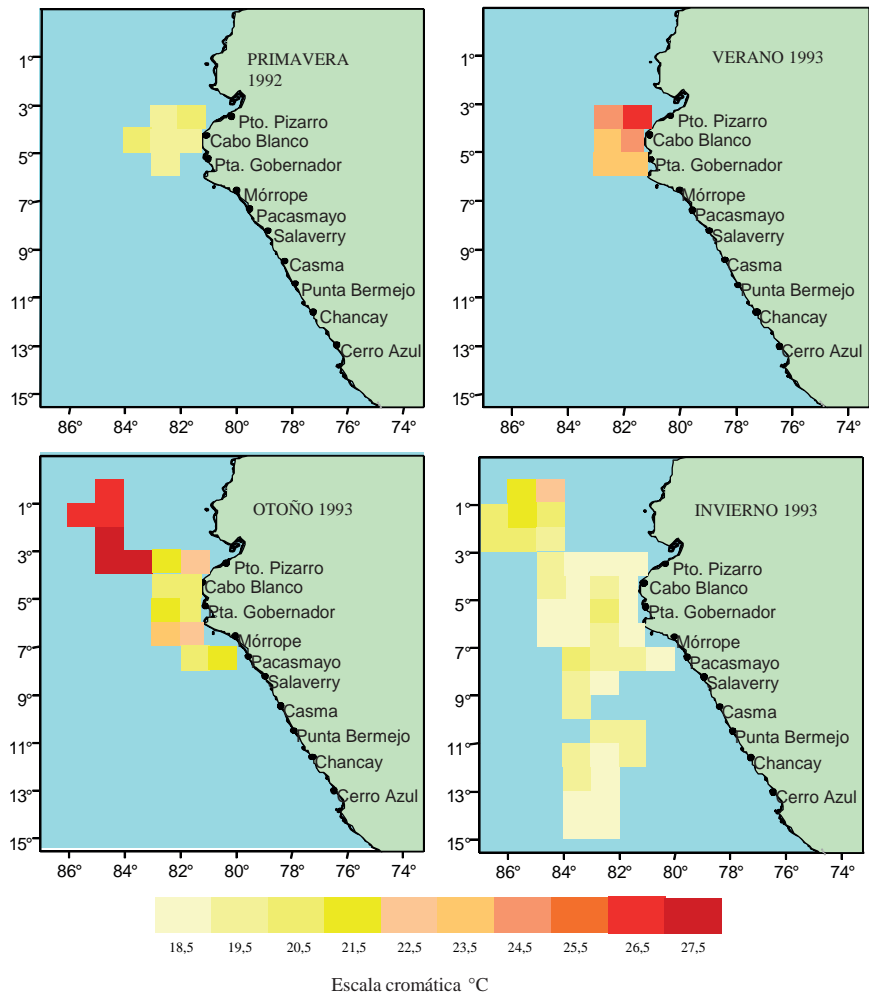 PRIMAVERA
1992
1°
3°
5°
7°
9°
11°
13°
15°
Pto. Pizarro
Cabo Blanco
Pta. Gobernador
Mórrope
Pacasmayo
Salaverry
Casma
Punta Bermejo
Chancay
Cerro Azul
86° 84° 82° 80° 78° 76° 74°
VERANO 1993
1°
3°
5°
7°
9°
11°
13°
15°
Pto. Pizarro
Cabo Blanco
Pta. Gobernador
Mórrope
Pacasmayo
Salaverry
Casma
Punta Bermejo
Chancay
Cerro Azul
86° 84° 82° 80° 78° 76° 74°
OTOÑO 1993
1°
3°
5°
7°
9°
11°
13°
15°
Pto. Pizarro
Cabo Blanco
Pta. Gobernador
Mórrope
Pacasmayo
Salaverry
Casma
Punta Bermejo
Chancay
Cerro Azul
86° 84° 82° 80° 78° 76° 74°
INVIERNO 1993
1°
3°
5°
7°
9°
11°
13°
15°
Pto. Pizarro
Cabo Blanco
Pta. Gobernador
Mórrope
Pacasmayo
Salaverry
Casma
Punta Bermejo
Chancay
Cerro Azul
86° 84° 82° 80° 78° 76° 74°
18,5 19,5 20,5 21,5 22,5 23,5 24,5 25,5 26,5 27,5
Escala cromática °C